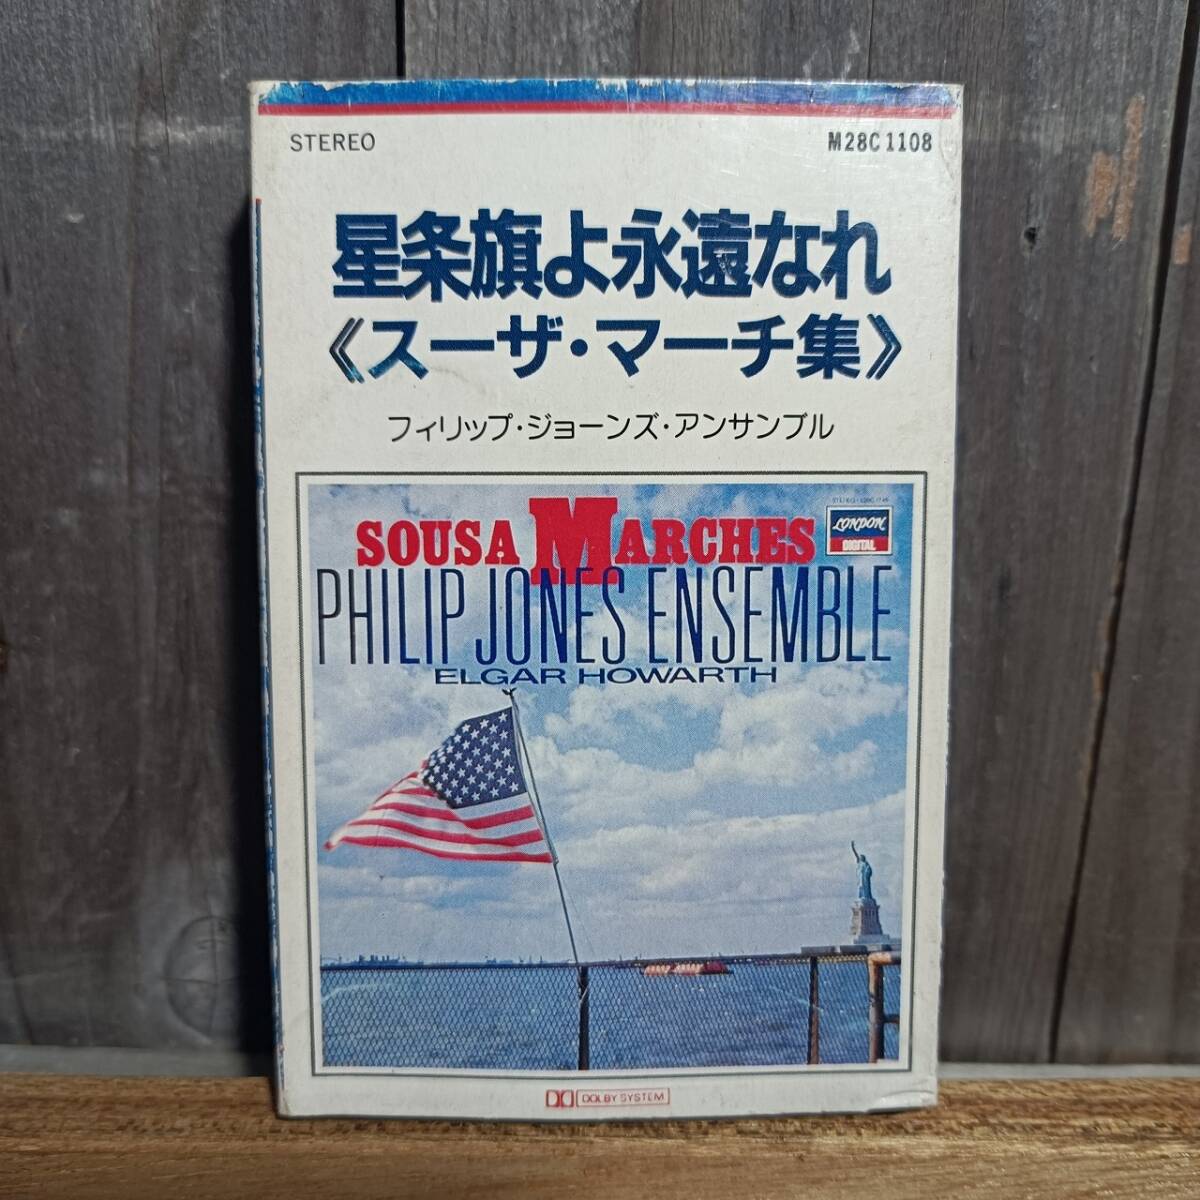 STEREO
M28C1108
星条旗よ永遠なれ
《スーザ・マーチ集》
フィリップ・ジョーンズ・アンサンブル
LONDON
DIGITAL
SOUSA MARCHES
PHILIP JONES ENSEMBLE
ELGAR HOWARTH
DOLBY SYSTEM